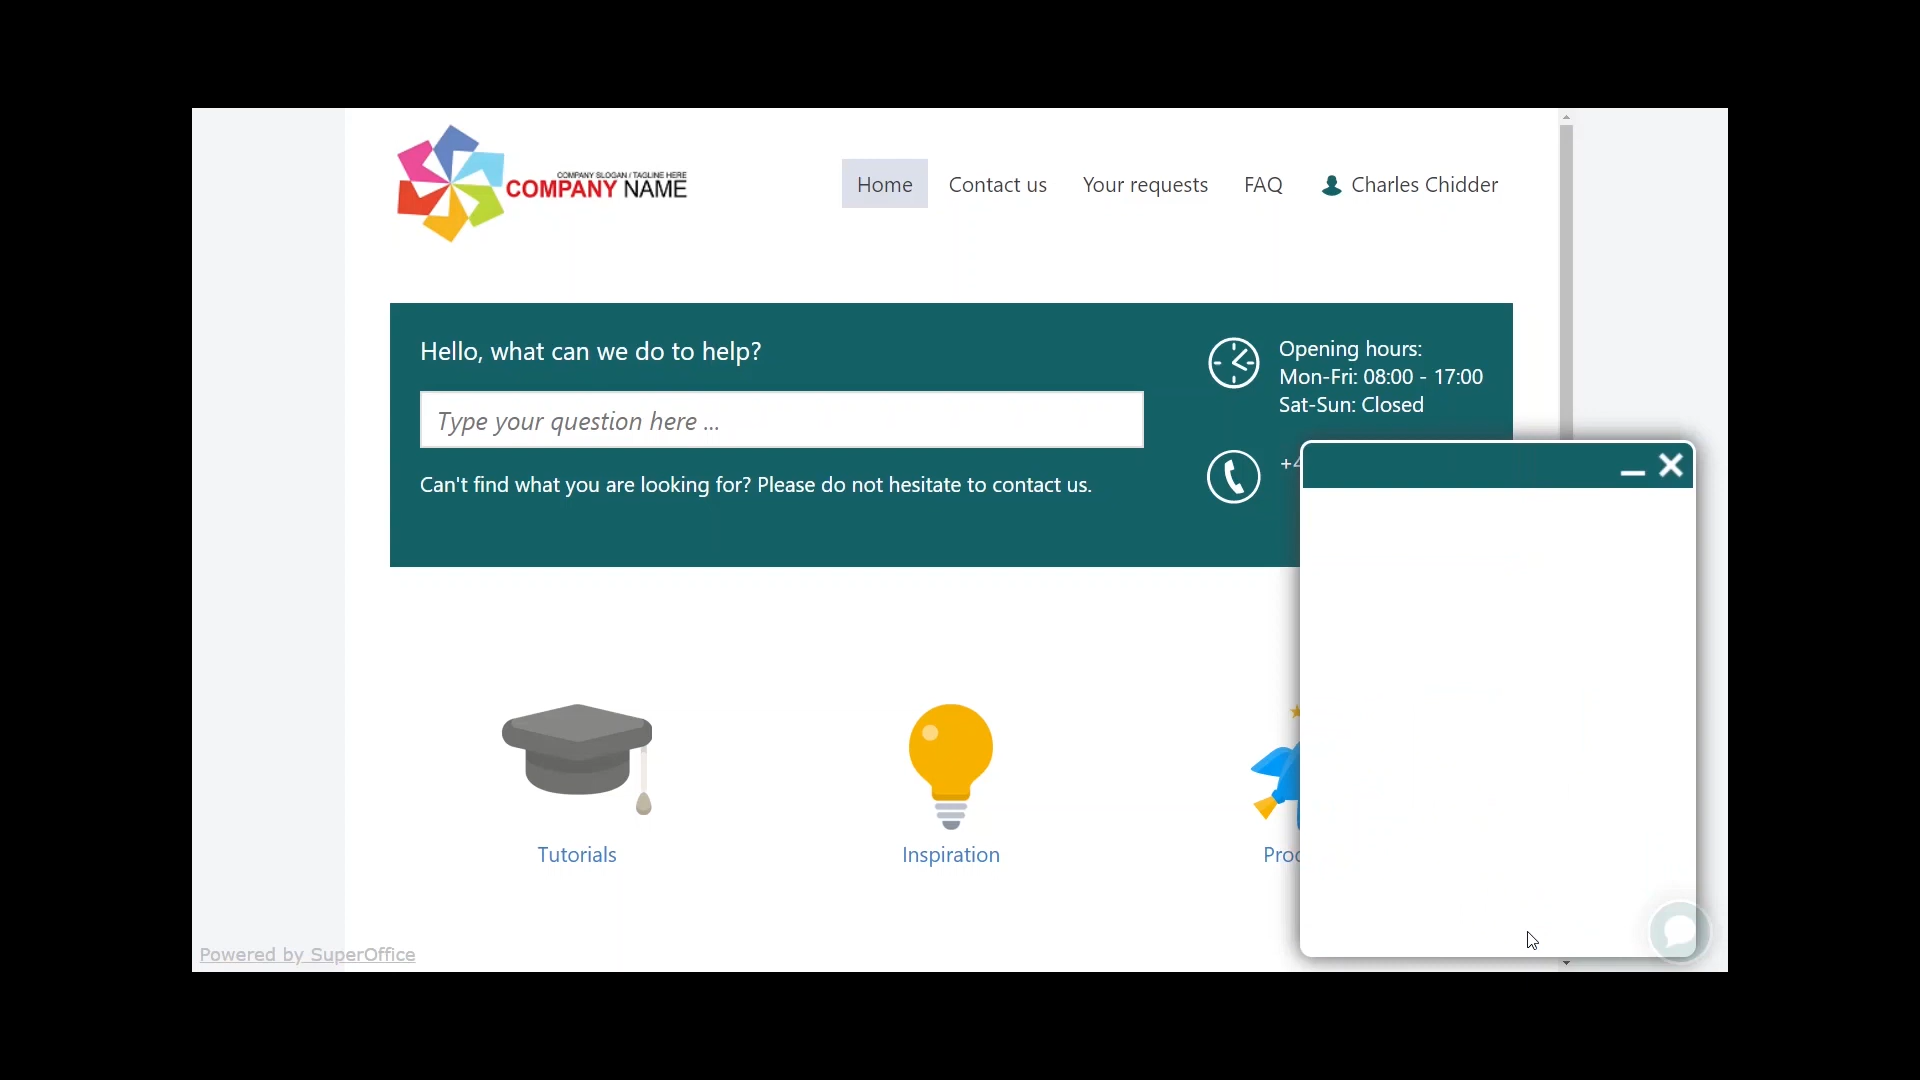 COMPANY SLOGAN / TAGLINE HERE
COMPANY NAME
Home
Contact us
Your requests
FAQ
Charles Chidder
Hello, what can we do to help?
Type your question here ...
Can't find what you are looking for? Please do not hesitate to contact us.
Opening hours:
Mon-Fri: 08:00 - 17:00
Sat-Sun: Closed
+4
Tutorials
Inspiration
Powered by SuperOffice